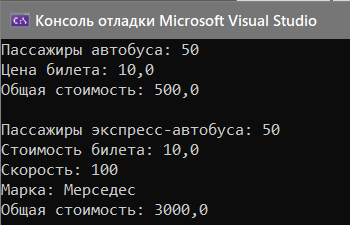 Консоль отладки Microsoft Visual Studio
Пассажиры автобуса: 50
Цена билета: 10,0
Общая стоимость: 500,0
Пассажиры экспресс-автобуса: 50
Стоимость билета: 10,0
Скорость: 100
Марка: Мерседес
Общая стоимость: 3000,0